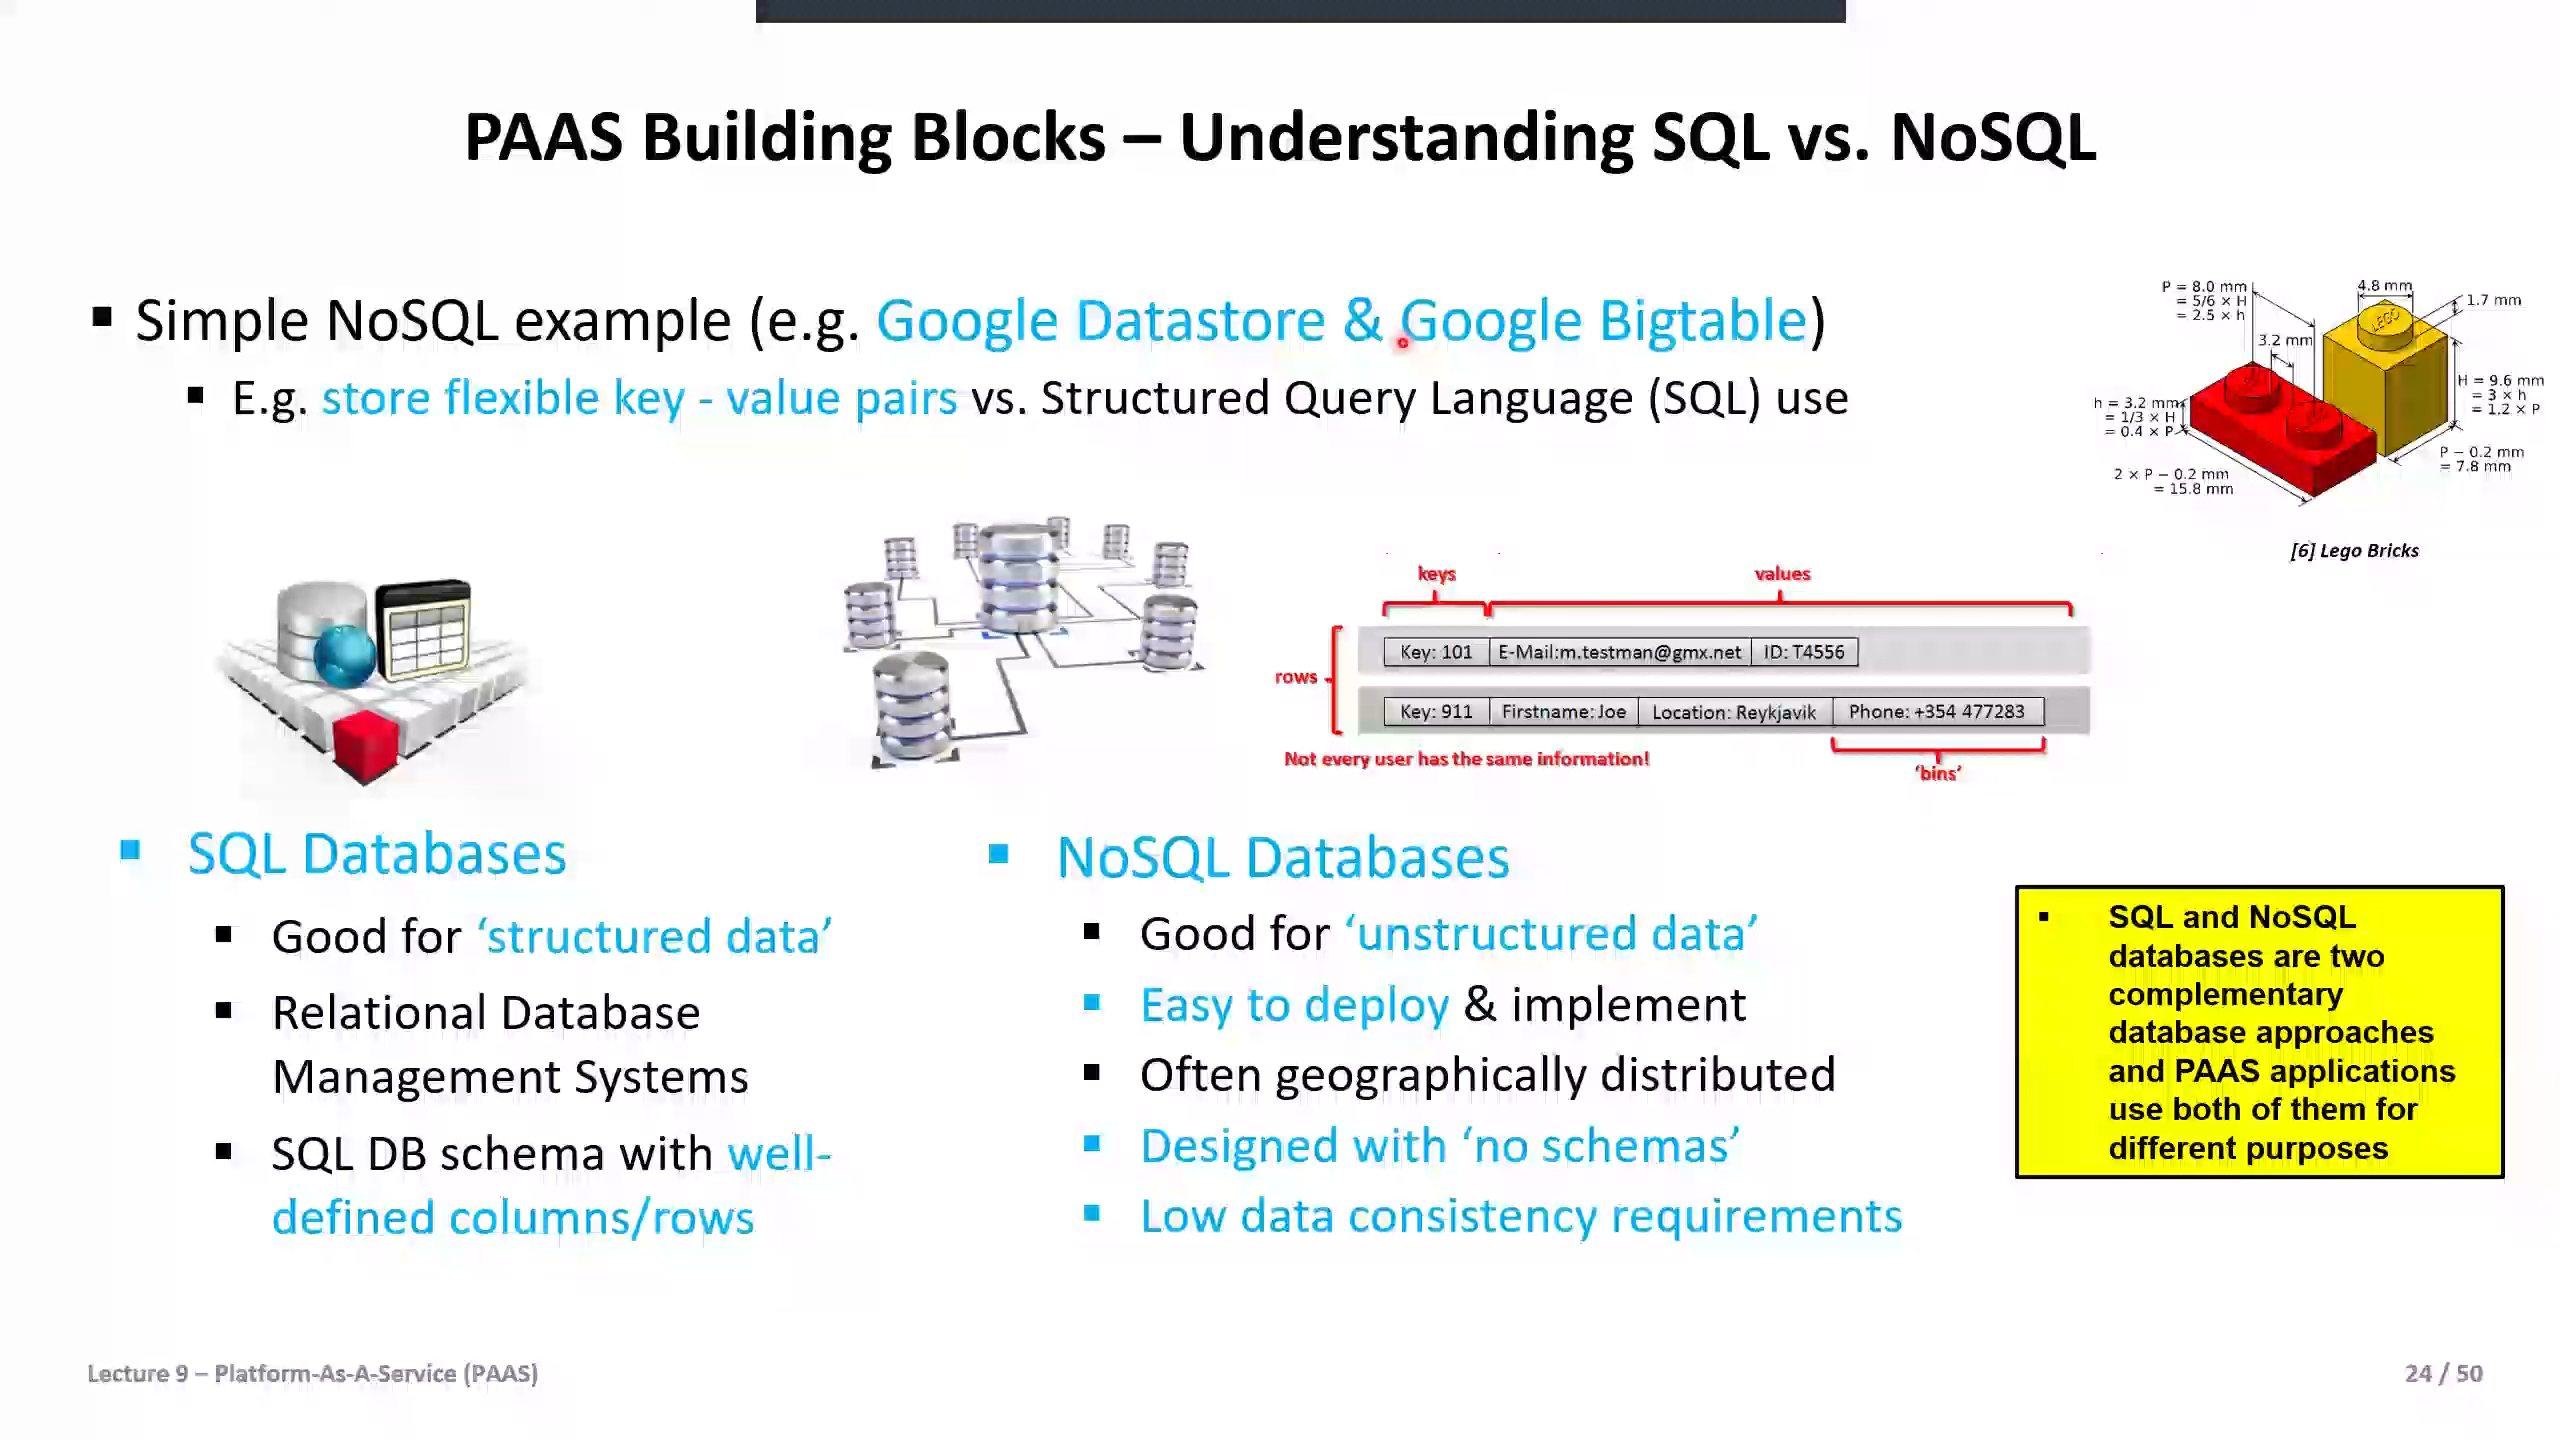 PAAS Building Blocks – Understanding SQL vs. NoSQL
▪ Simple NoSQL example (e.g. Google Datastore & Google Bigtable)
▪ E.g. store flexible key - value pairs vs. Structured Query Language (SQL) use
P = 8.0 mm
= 5/6 × H
= 2.5 × h
4.8 mm
1.7 mm
3.2 mm
LEGO
h = 3.2 mm
= 1/3 × H
= 0.4 × P
H = 9.6 mm
= 3 × h
= 1.2 × P
P − 0.2 mm
= 7.8 mm
2 × P − 0.2 mm
= 15.8 mm
[6] Lego Bricks
keys
values
rows
Key: 101 E-Mail:m.testman@gmx.net ID: T4556
Key: 911 Firstname: Joe Location: Reykjavik Phone: +354 477283
Not every user has the same information!
‘bins’
▪ SQL Databases
▪ Good for ‘structured data’
▪ Relational Database
Management Systems
▪ SQL DB schema with well-
defined columns/rows
▪ NoSQL Databases
▪ Good for ‘unstructured data’
▪ Easy to deploy & implement
▪ Often geographically distributed
▪ Designed with ‘no schemas’
▪ Low data consistency requirements
▪ SQL and NoSQL
databases are two
complementary
database approaches
and PAAS applications
use both of them for
different purposes
Lecture 9 – Platform-As-A-Service (PAAS)
24 / 50